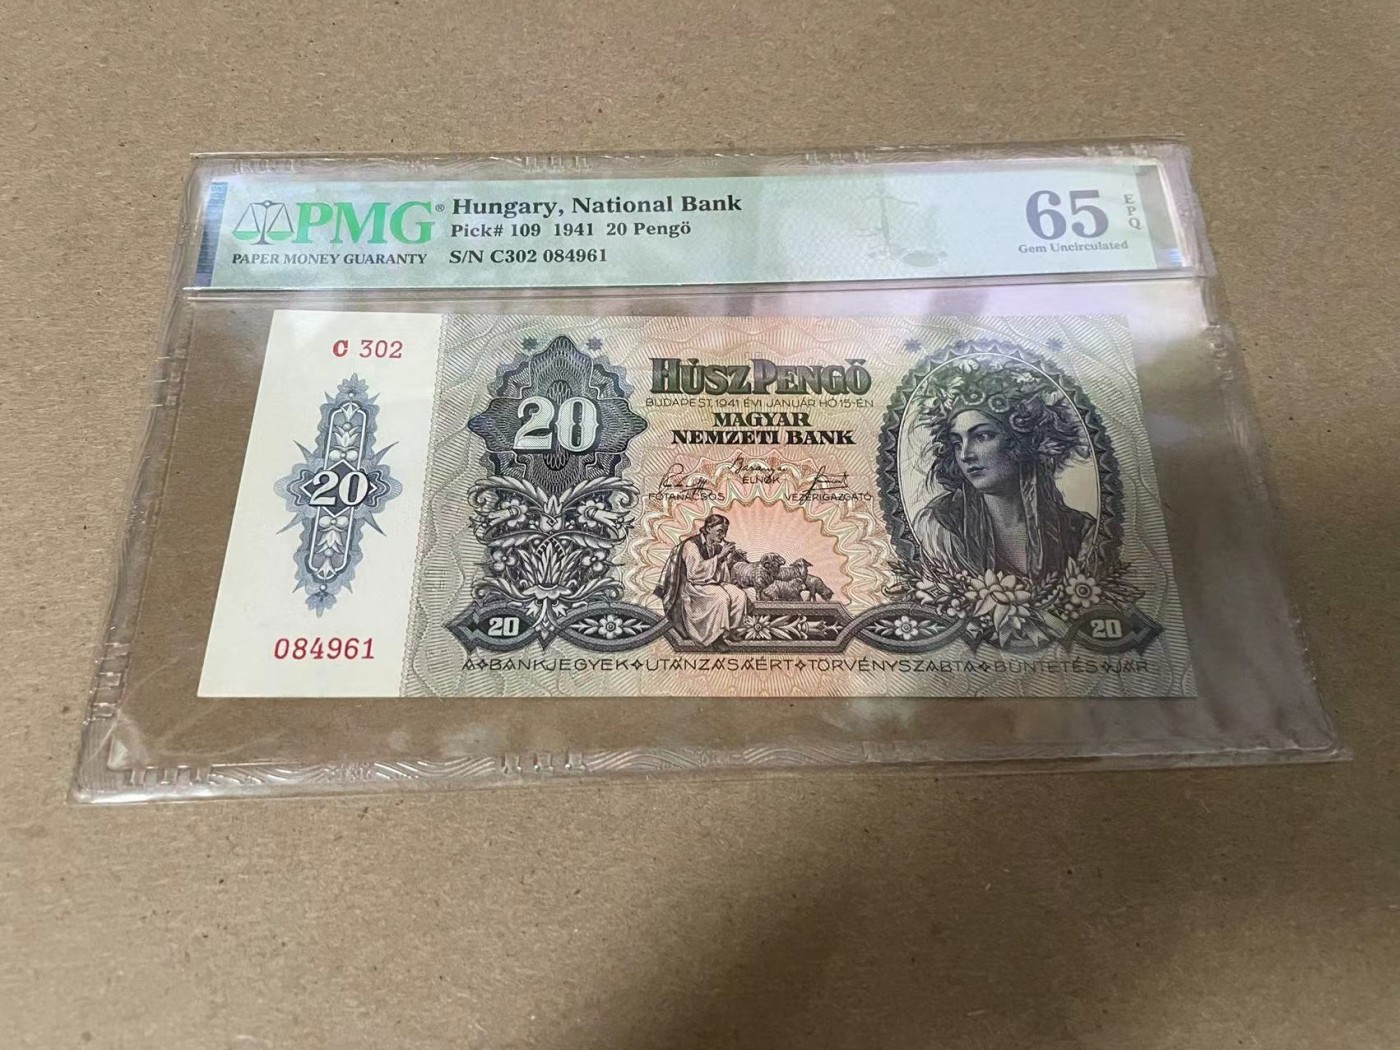 PMG®
PAPER MONEY GUARANTY
Hungary, National Bank
Pick# 109 1941 20 Pengö
S/N C302 084961
65
EPQ
Gem Uncirculated
C 302
20
084961
20
HÚSZ PENGŐ
BUDAPEST, 1941 ÉVI JANUÁR HÓ 15-ÉN
MAGYAR
NEMZETI BANK
FŐTANÁCSOS
ELNÖK
VEZÉRIGAZGATÓ
20
20
A BANKJEGYEK UTÁNZÁSÁÉRT TÖRVÉNYSZABTA BÜNTETÉS JÁR